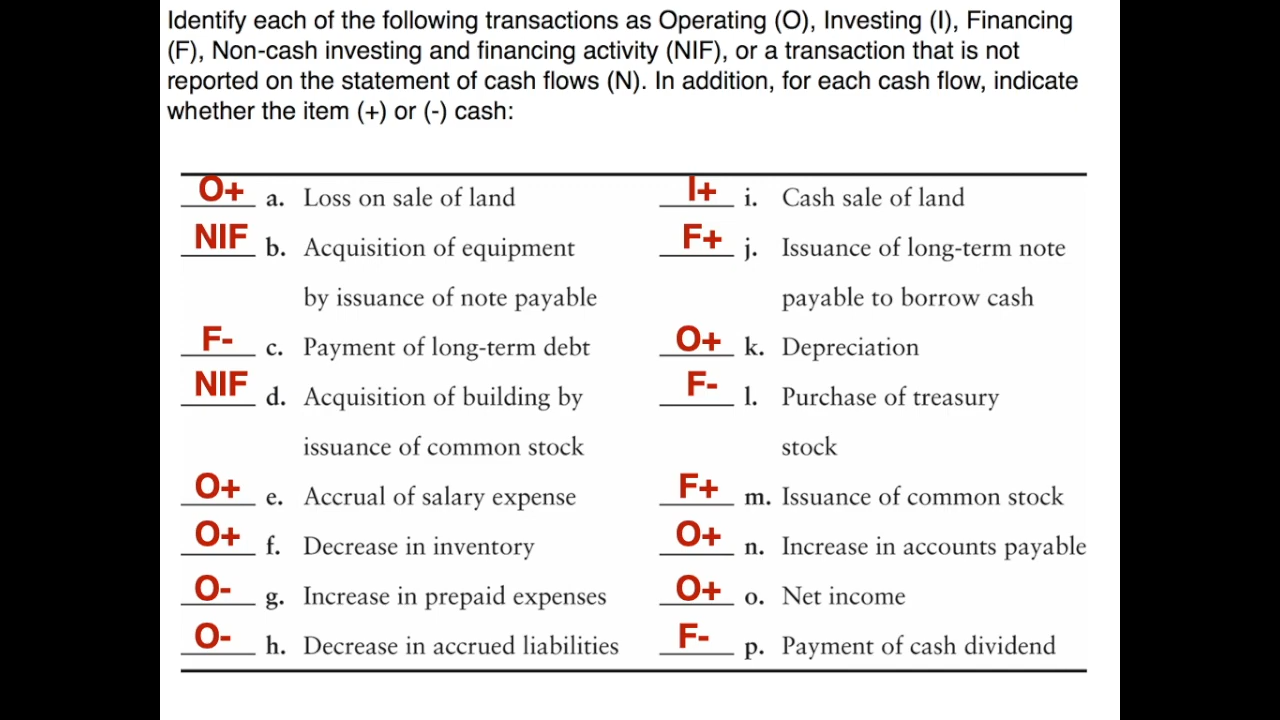 Identify each of the following transactions as Operating (O), Investing (I), Financing
(F), Non-cash investing and financing activity (NIF), or a transaction that is not
reported on the statement of cash flows (N). In addition, for each cash flow, indicate
whether the item (+) or (-) cash:
O+ a. Loss on sale of land
NIF b. Acquisition of equipment
by issuance of note payable
F- c. Payment of long-term debt
NIF d. Acquisition of building by
issuance of common stock
O+ e. Accrual of salary expense
O+ f. Decrease in inventory
O- g. Increase in prepaid expenses
O- h. Decrease in accrued liabilities
I+ i. Cash sale of land
F+ j. Issuance of long-term note
payable to borrow cash
O+ k. Depreciation
F- l. Purchase of treasury
stock
F+ m. Issuance of common stock
O+ n. Increase in accounts payable
O+ o. Net income
F- p. Payment of cash dividend